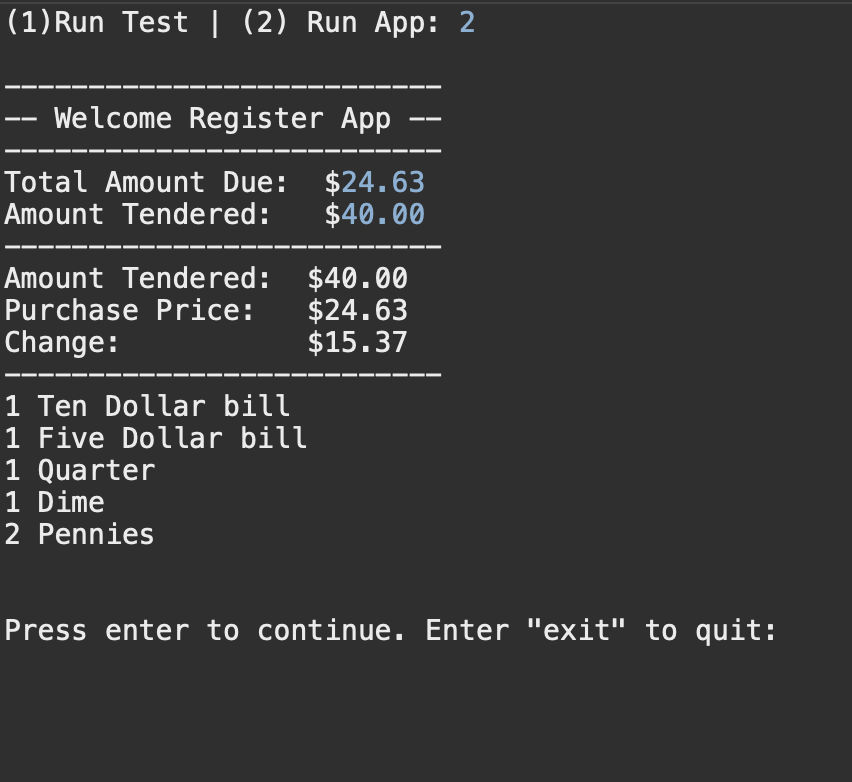 (1)Run Test | (2) Run App: 2
--------------------------
-- Welcome Register App --
--------------------------
Total Amount Due:  $24.63
Amount Tendered:   $40.00
--------------------------
Amount Tendered:  $40.00
Purchase Price:   $24.63
Change:           $15.37
--------------------------
1 Ten Dollar bill
1 Five Dollar bill
1 Quarter
1 Dime
2 Pennies
Press enter to continue. Enter "exit" to quit: